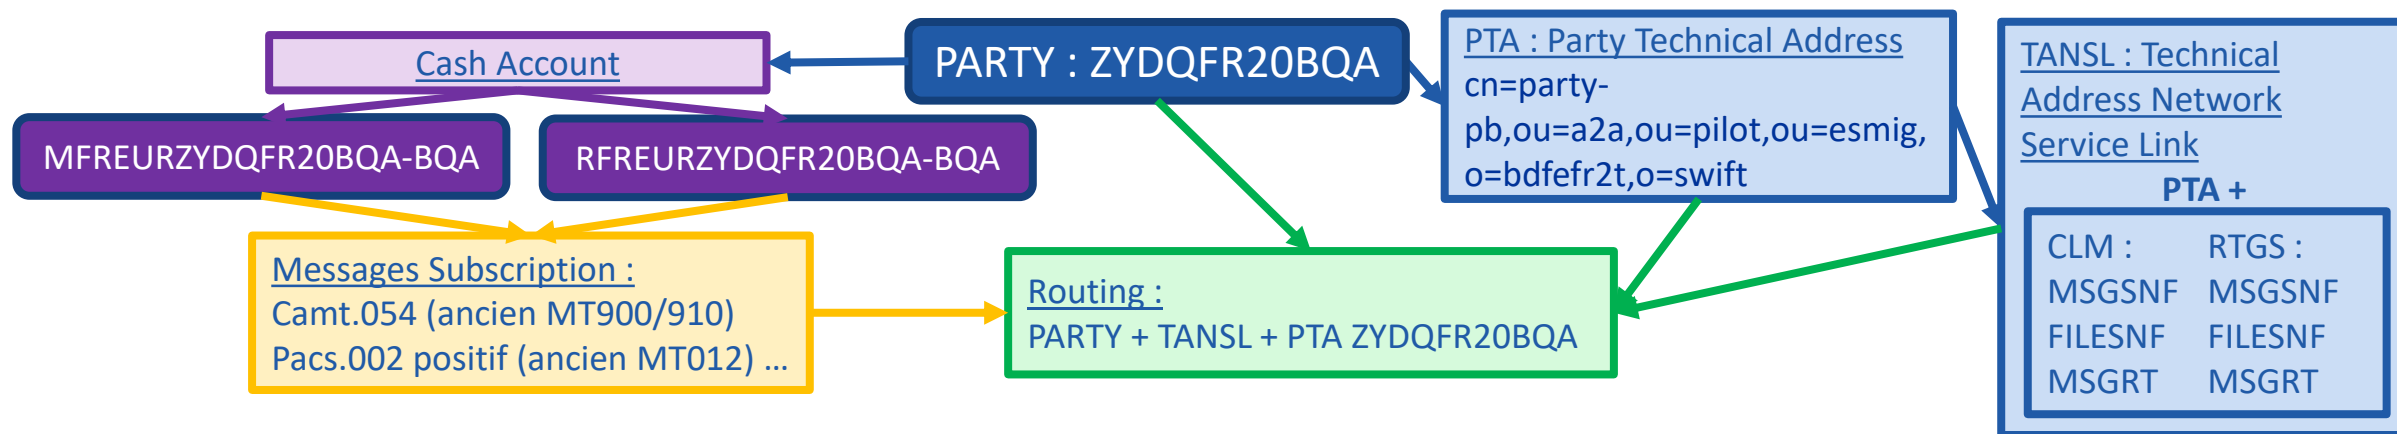 Cash Account
PARTY : ZYDQFR20BQA
MFREURZYDQFR20BQA-BQA
RFREURZYDQFR20BQA-BQA
PTA : Party Technical Address
cn=party-
pb,ou=a2a,ou=pilot,ou=esmig,
o=bdfefr2t,o=swift
TANSL : Technical
Address Network
Service Link
PTA +
CLM : RTGS :
MSGSNF MSGSNF
FILESNF FILESNF
MSGRT MSGRT
Messages Subscription :
Camt.054 (ancien MT900/910)
Pacs.002 positif (ancien MT012) ...
Routing :
PARTY + TANSL + PTA ZYDQFR20BQA